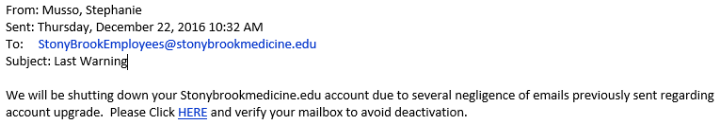 From: Musso, Stephanie
Sent: Thursday, December 22, 2016 10:32 AM
To: StonyBrookEmployees@stonybrookmedicine.edu
Subject: Last Warning
We will be shutting down your Stonybrookmedicine.edu account due to several negligence of emails previously sent regarding
account upgrade. Please Click HERE and verify your mailbox to avoid deactivation.